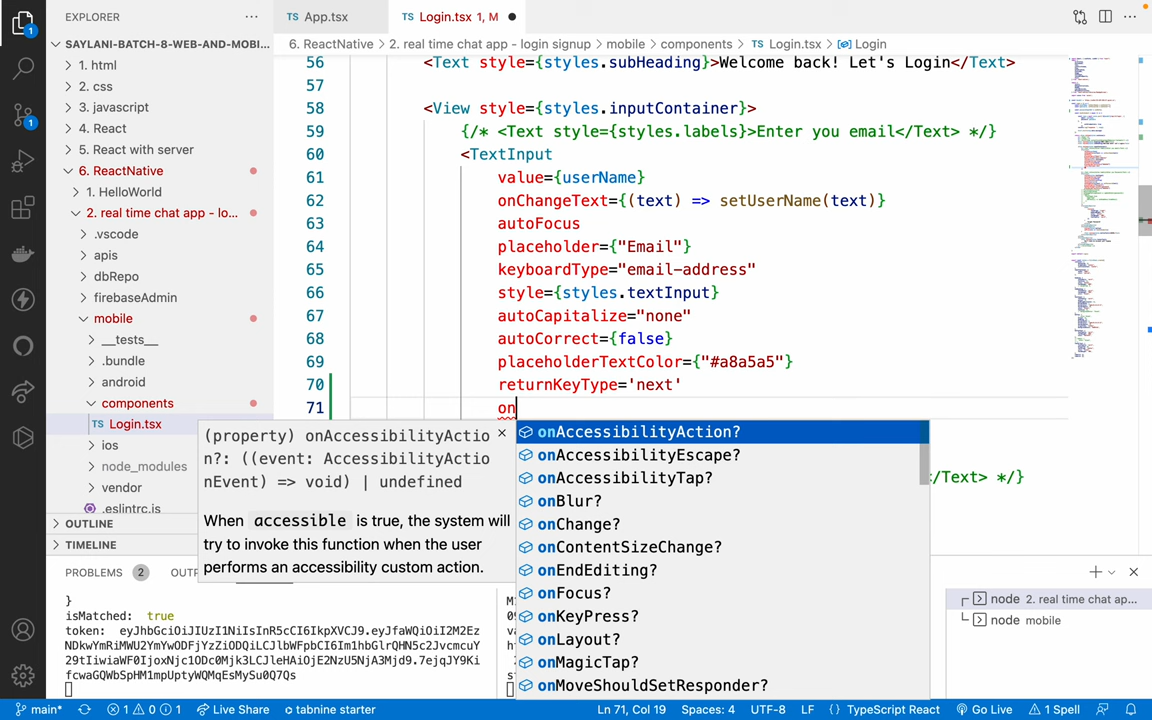 EXPLORER
TS App.tsx
TS Login.tsx 1, M
SAYLANI-BATCH-8-WEB-AND-MOBI...
6. ReactNative > 2. real time chat app - login signup > mobile > components > TS Login.tsx > Login
1. html
2. css
3. javascript
4. React
5. React with server
6. ReactNative
1. HelloWorld
2. real time chat app - lo...
.vscode
apis
dbRepo
firebaseAdmin
mobile
__tests__
.bundle
android
components
TS Login.tsx
ios
node_modules
vendor
.eslintrc.js
OUTLINE
TIMELINE
56 <Text style={styles.subHeading}>Welcome back! Let's Login</Text>
57
58 <View style={styles.inputContainer}>
59 {/* <Text style={styles.labels}>Enter you email</Text> */}
60 <TextInput
61 value={userName}
62 onChangeText={(text) => setUserName(text)}
63 autoFocus
64 placeholder={"Email"}
65 keyboardType="email-address"
66 style={styles.textInput}
67 autoCapitalize="none"
68 autoCorrect={false}
69 placeholderTextColor={"#a8a5a5"}
70 returnKeyType='next'
71 on
/Text> */}
(property) onAccessibilityActio
n?: ((event: AccessibilityActio
nEvent) => void) | undefined
When accessible is true, the system will
try to invoke this function when the user
performs an accessibility custom action.
onAccessibilityAction?
onAccessibilityEscape?
onAccessibilityTap?
onBlur?
onChange?
onContentSizeChange?
onEndEditing?
onFocus?
onKeyPress?
onLayout?
onMagicTap?
onMoveShouldSetResponder?
PROBLEMS 2 OUTP
}
isMatched: true
token: eyJhbGciOiJIUzI1NiIsInR5cCI6IkpXVCJ9.eyJfaWQiOiI2M2Ez
NDkwYmRiMWU2YmYwODFjYzZiODQiLCJlbWFpbCI6Im1hbGlrQHN5c2JvcmcuY
29tIiwiaWF0IjoxNjc1ODc0Mjk3LCJleHAiOjE2NzU5NjA3Mjd9.7ejqJY9Ki
fcwaGQWbSpHM1mpUptyWQMqEsMySu0Q7Qs
node 2. real time chat ap...
node mobile
main* 1 0 1 Live Share tabnine starter Ln 71, Col 19 Spaces: 4 UTF-8 LF {} TypeScript React Go Live 1 Spell